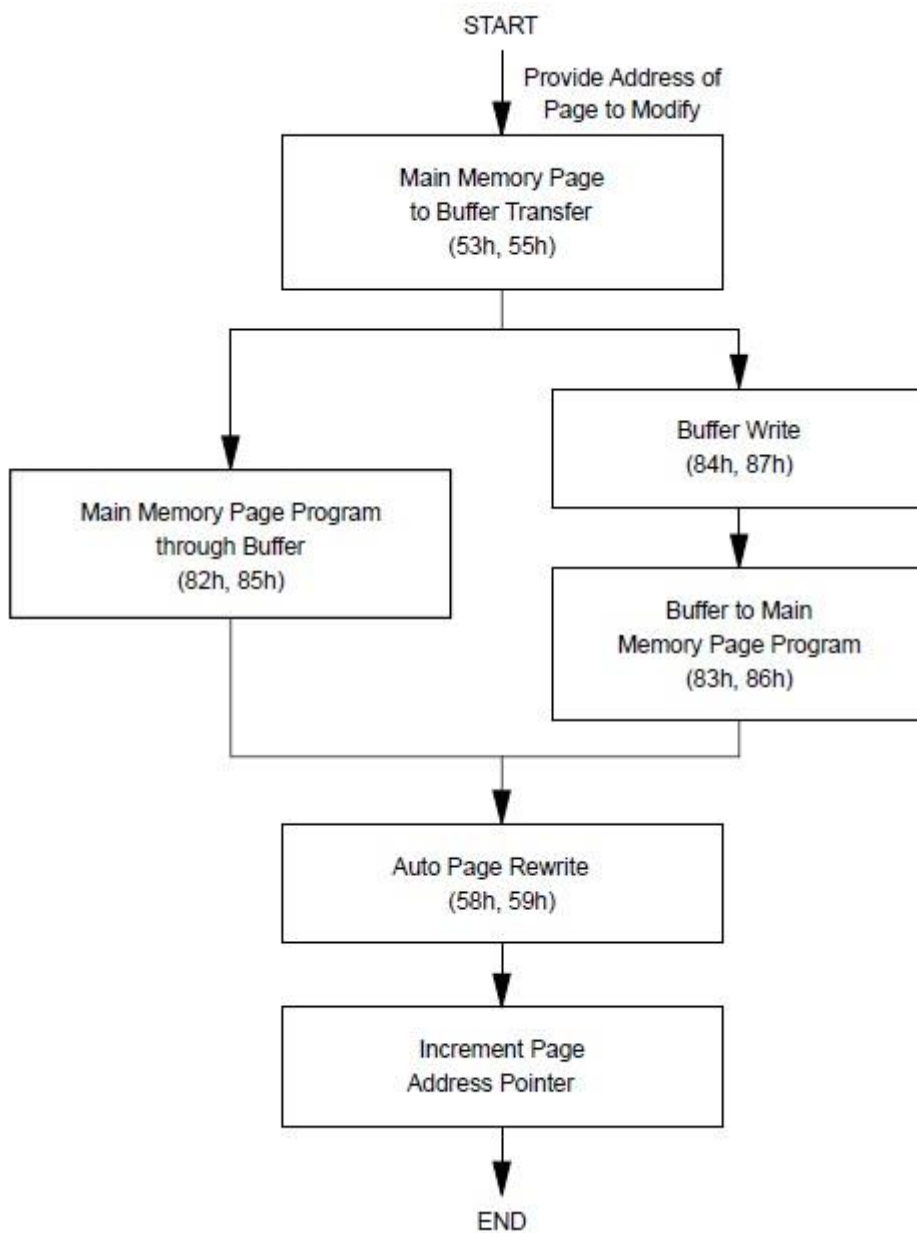 START
Provide Address of
Page to Modify
Main Memory Page
to Buffer Transfer
(53h, 55h)
Main Memory Page Program
through Buffer
(82h, 85h)
Buffer Write
(84h, 87h)
Buffer to Main
Memory Page Program
(83h, 86h)
Auto Page Rewrite
(58h, 59h)
Increment Page
Address Pointer
END